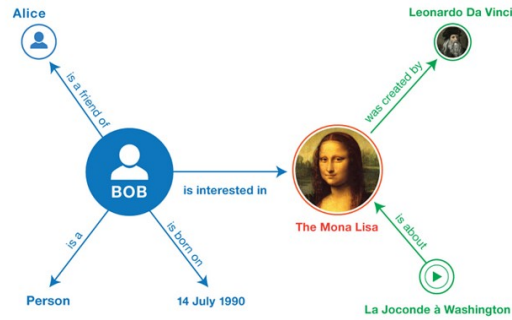 Alice
Leonardo Da Vinci
is a friend of
was created by
BOB
is interested in
The Mona Lisa
is a
is born on
is about
Person
14 July 1990
La Joconde à Washington